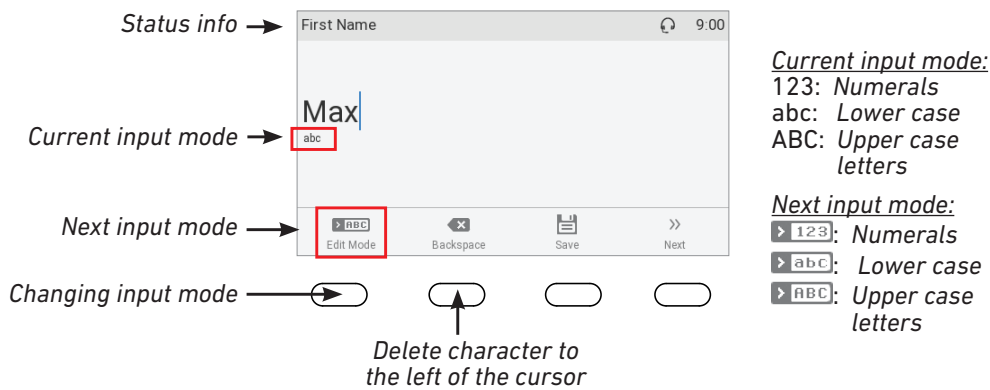 Status info
First Name 9:00
Max
abc
Current input mode
> ABC
Next input mode
Edit Mode Backspace Save Next
Changing input mode
Delete character to
the left of the cursor
Current input mode:
123: Numerals
abc: Lower case
ABC: Upper case
letters
Next input mode:
> 123: Numerals
> abc: Lower case
> ABC: Upper case
letters